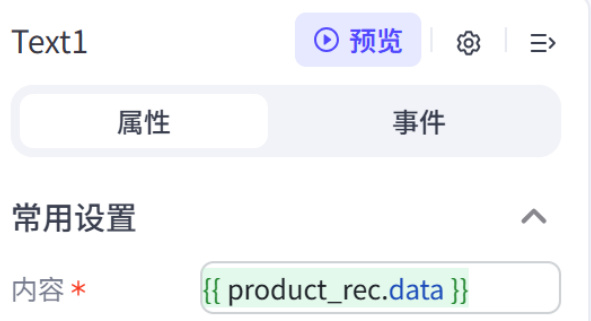 Text1 预览
属性 事件
常用设置
内容 * {{ product_rec.data }}